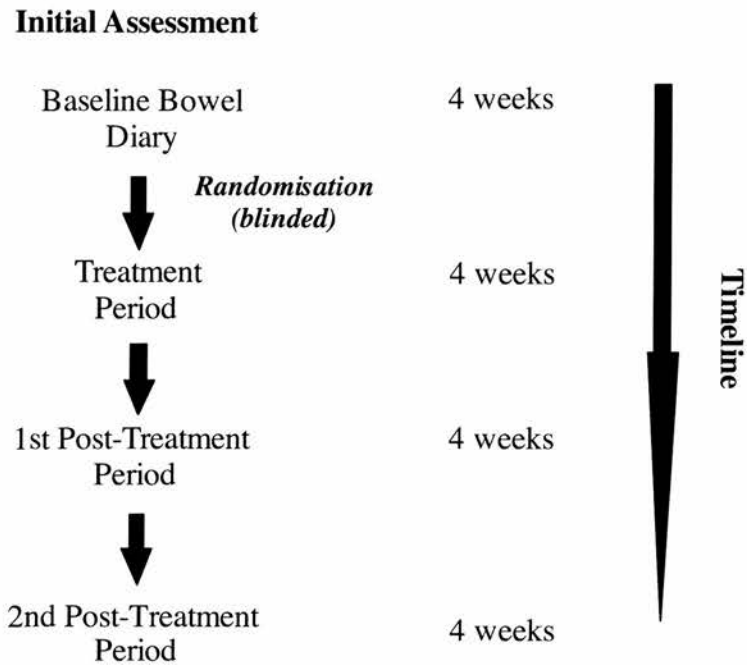 Initial Assessment
Baseline Bowel
Diary
4 weeks
Randomisation
(blinded)
Treatment
Period
4 weeks
1st Post-Treatment
Period
4 weeks
2nd Post-Treatment
Period
4 weeks
Timeline